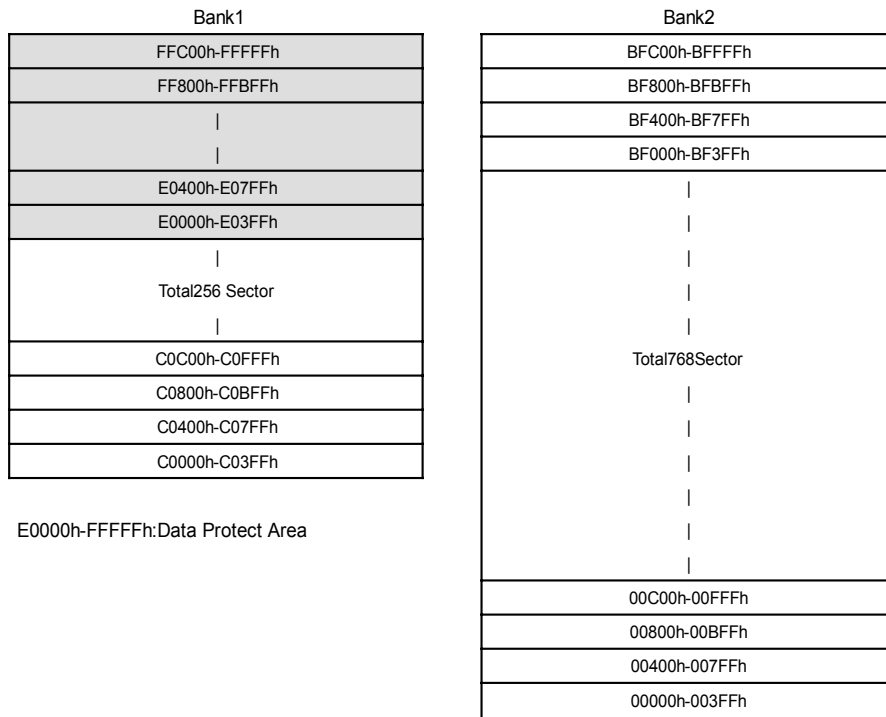 Bank1
FFC00h-FFFFFh
FF800h-FFBFFh
|
|
E0400h-E07FFh
E0000h-E03FFh
|
Total256 Sector
|
C0C00h-C0FFFh
C0800h-C0BFFh
C0400h-C07FFh
C0000h-C03FFh
E0000h-FFFFFh:Data Protect Area
Bank2
BFC00h-BFFFFh
BF800h-BFBFFh
BF400h-BF7FFh
BF000h-BF3FFh
|
|
|
|
|
Total768Sector
|
|
|
|
|
|
00C00h-00FFFh
00800h-00BFFh
00400h-007FFh
00000h-003FFh